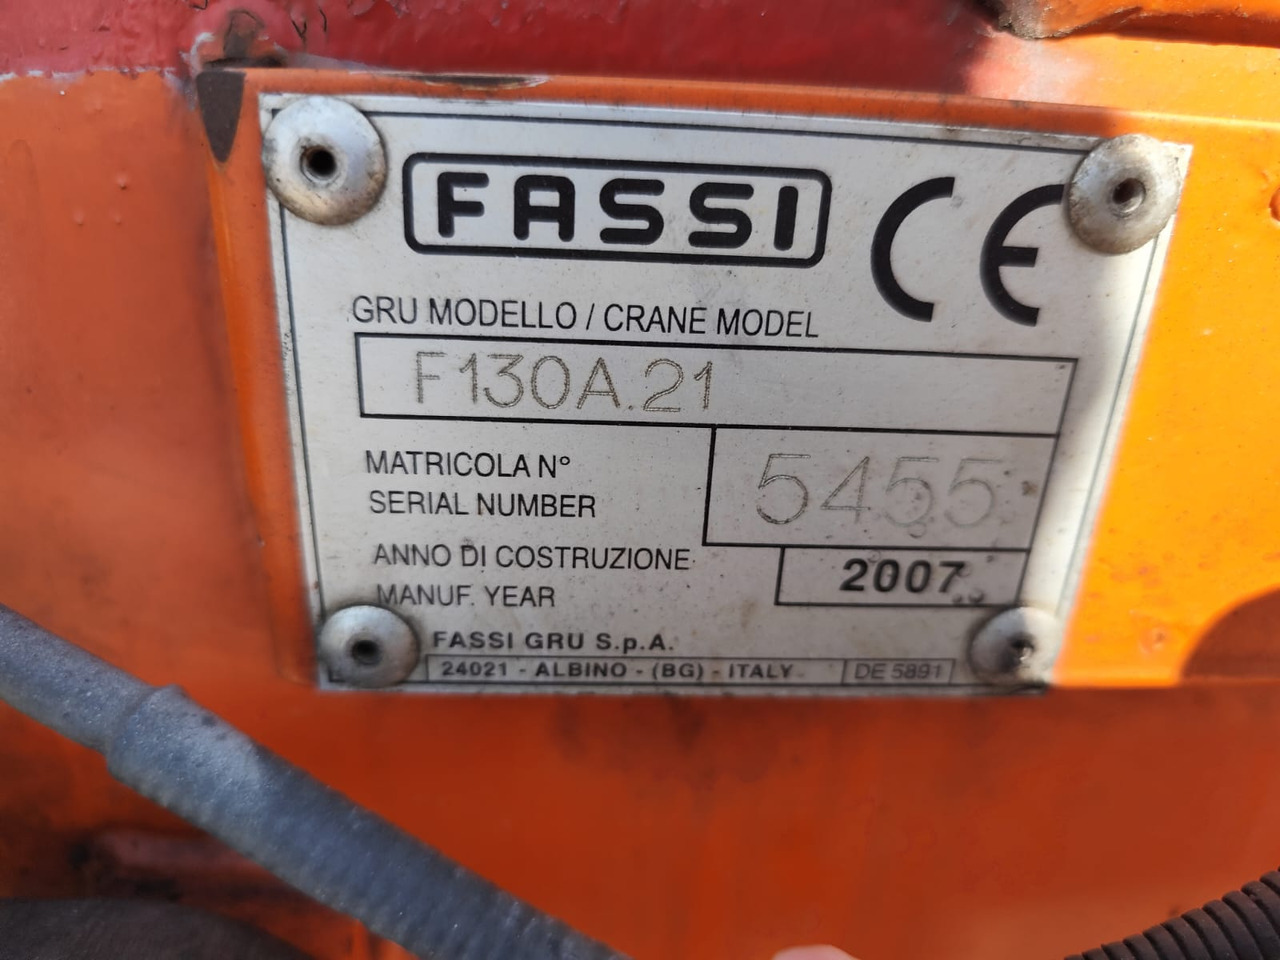 FASSI CE
GRU MODELLO / CRANE MODEL
F130A.21
MATRICOLA N°
SERIAL NUMBER
5455
ANNO DI COSTRUZIONE
MANUF. YEAR
2007
FASSI GRU S.p.A.
24021 - ALBINO - (BG) - ITALY DE 5891